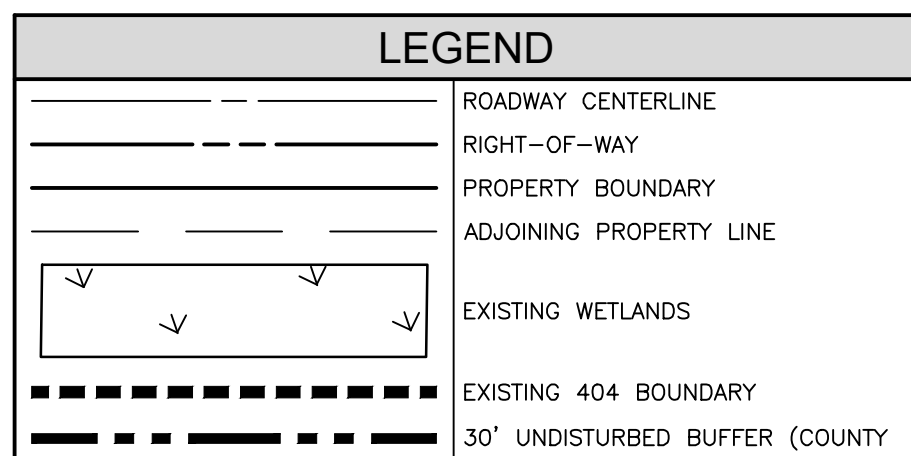 LEGEND
ROADWAY CENTERLINE
RIGHT-OF-WAY
PROPERTY BOUNDARY
ADJOINING PROPERTY LINE
EXISTING WETLANDS
EXISTING 404 BOUNDARY
30' UNDISTURBED BUFFER (COUNTY